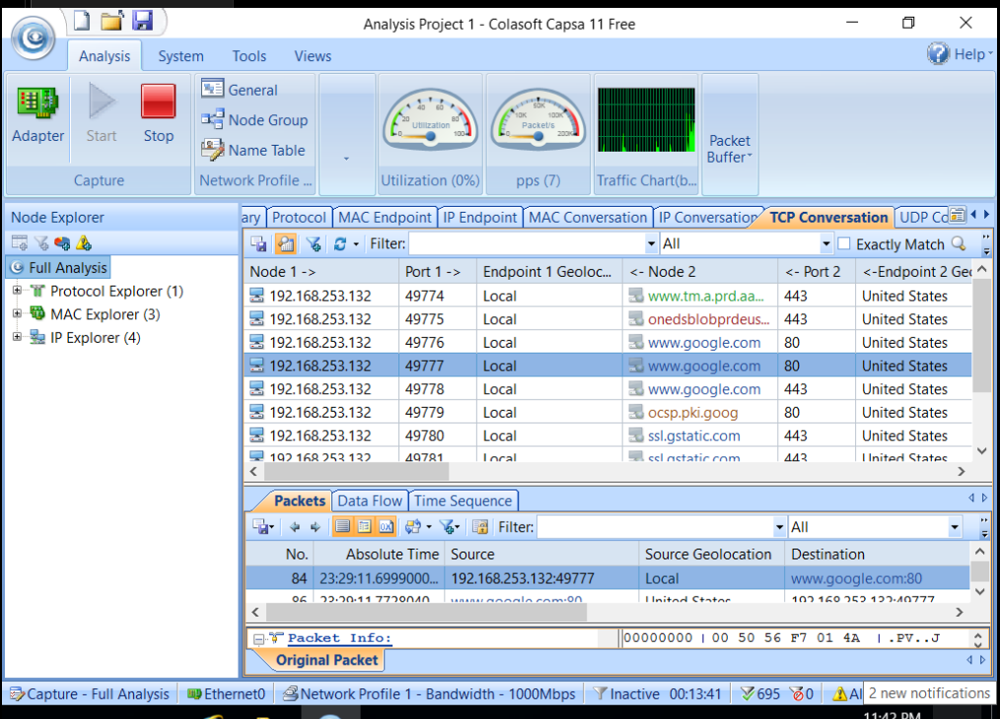 Analysis Project 1 - Colasoft Capsa 11 Free
Analysis System Tools Views Help
Adapter Start Stop
General
Node Group
Name Table
Utilization
Packet/s
Packet Buffer
Capture Network Profile ... Utilization (0%) pps (7) Traffic Chart(b...
Node Explorer
ary Protocol MAC Endpoint IP Endpoint MAC Conversation IP Conversation TCP Conversation UDP Co
Filter: All Exactly Match
Full Analysis
Protocol Explorer (1)
MAC Explorer (3)
IP Explorer (4)
Node 1 -> Port 1 -> Endpoint 1 Geoloc... <- Node 2 <- Port 2 <-Endpoint 2 Geo
192.168.253.132 49774 Local www.tm.a.prd.aa... 443 United States
192.168.253.132 49775 Local onedsblobprdeus... 443 United States
192.168.253.132 49776 Local www.google.com 80 United States
192.168.253.132 49777 Local www.google.com 80 United States
192.168.253.132 49778 Local www.google.com 443 United States
192.168.253.132 49779 Local ocsp.pki.goog 80 United States
192.168.253.132 49780 Local ssl.gstatic.com 443 United States
192.168.253.132 49781 Local ssl.gstatic.com 443 United States
Packets Data Flow Time Sequence
Filter: All
No. Absolute Time Source Source Geolocation Destination
84 23:29:11.6999000... 192.168.253.132:49777 Local www.google.com:80
86 23:29:11.7728040 www.google.com:80 United States 192.168.253.132:49777
Packet Info: 00000000 | 00 50 56 F7 01 4A | .PV..J
Original Packet
Capture - Full Analysis Ethernet0 Network Profile 1 - Bandwidth - 1000Mbps Inactive 00:13:41 695 0 Al 2 new notifications
11:42 PM